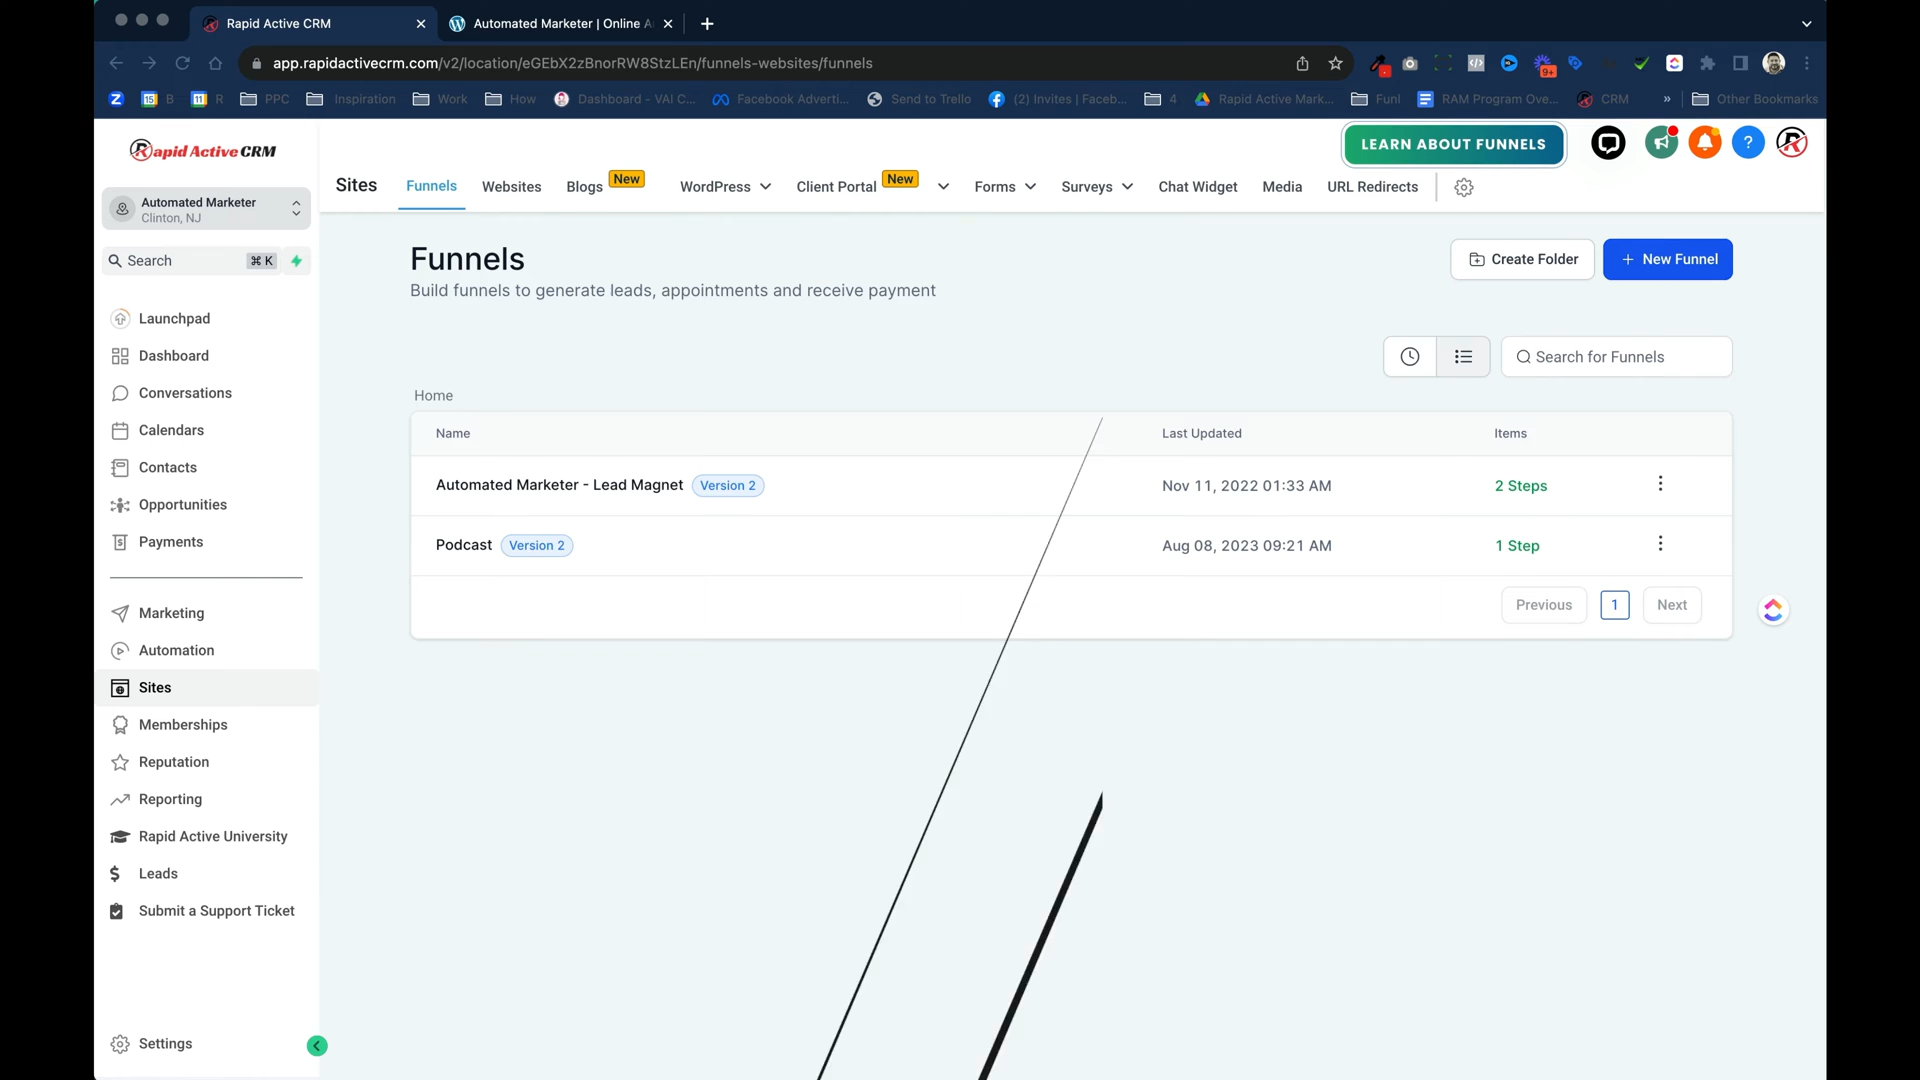 Rapid Active CRM
Automated Marketer | Online A
app.rapidactivecrm.com/v2/location/eGEbX2zBnorRW8StzLEn/funnels-websites/funnels
9+
15 B 11 R PPC Inspiration Work How Dashboard - VAI C... Facebook Adverti... Send to Trello (2) Invites | Faceb... 4 Rapid Active Mark... Funl RAM Program Ove... CRM » Other Bookmarks
Rapid Active CRM
LEARN ABOUT FUNNELS
?
Sites Funnels Websites Blogs New WordPress Client Portal New Forms Surveys Chat Widget Media URL Redirects
Automated Marketer
Clinton, NJ
Search ⌘ K
Launchpad
Dashboard
Conversations
Calendars
Contacts
Opportunities
Payments
Marketing
Automation
Sites
Memberships
Reputation
Reporting
Rapid Active University
Leads
Submit a Support Ticket
Settings
Funnels
Build funnels to generate leads, appointments and receive payment
Create Folder
+ New Funnel
Search for Funnels
Home
Name Last Updated Items
Automated Marketer - Lead Magnet Version 2 Nov 11, 2022 01:33 AM 2 Steps
Podcast Version 2 Aug 08, 2023 09:21 AM 1 Step
Previous 1 Next